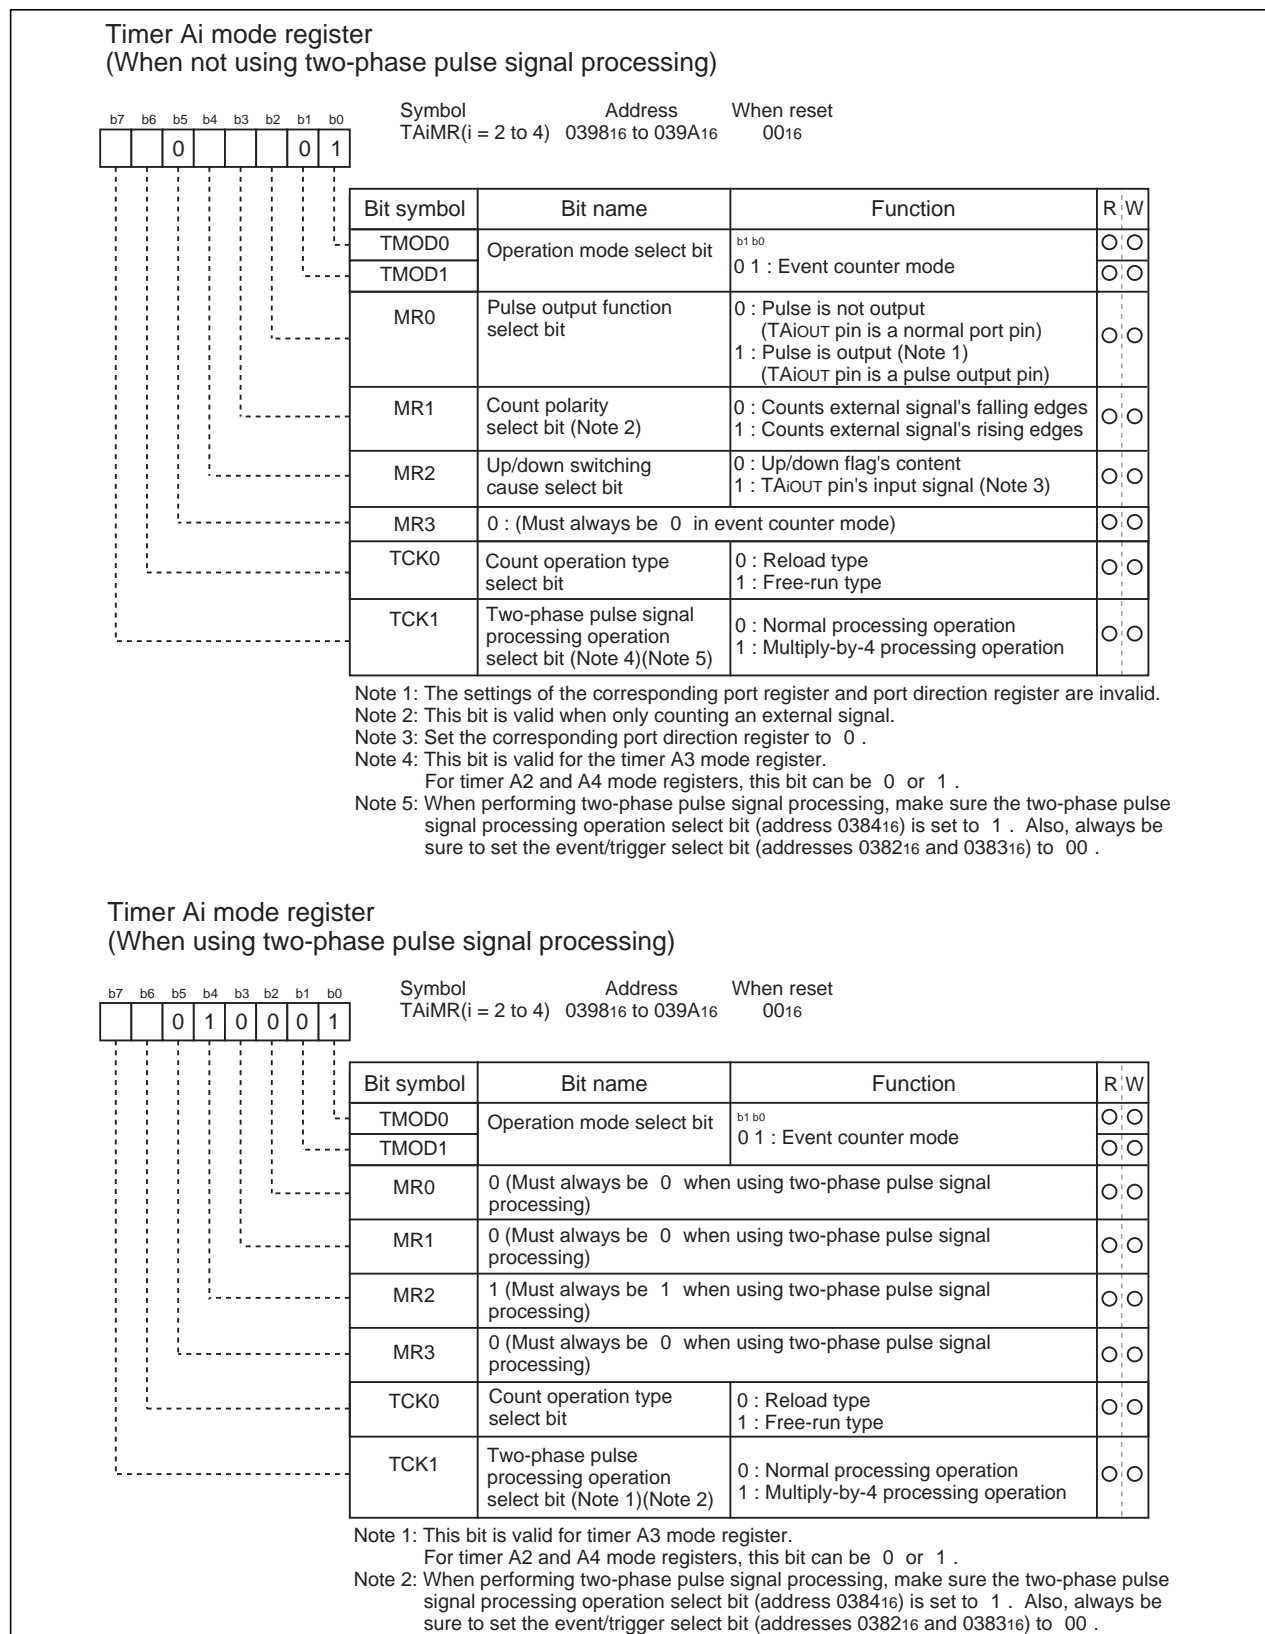 Timer Ai mode register
(When not using two-phase pulse signal processing)
Symbol Address When reset
TAiMR(i = 2 to 4) 039816 to 039A16 0016
b7 b6 b5 b4 b3 b2 b1 b0
0 0 1
Bit symbol Bit name Function R W
TMOD0 Operation mode select bit b1 b0
TMOD1 0 1 : Event counter mode
MR0 Pulse output function 0 : Pulse is not output
select bit (TAiOUT pin is a normal port pin)
1 : Pulse is output (Note 1)
(TAiOUT pin is a pulse output pin)
MR1 Count polarity 0 : Counts external signal's falling edges
select bit (Note 2) 1 : Counts external signal's rising edges
MR2 Up/down switching 0 : Up/down flag's content
cause select bit 1 : TAiOUT pin's input signal (Note 3)
MR3 0 : (Must always be 0 in event counter mode)
TCK0 Count operation type 0 : Reload type
select bit 1 : Free-run type
TCK1 Two-phase pulse signal 0 : Normal processing operation
processing operation 1 : Multiply-by-4 processing operation
select bit (Note 4)(Note 5)
Note 1: The settings of the corresponding port register and port direction register are invalid.
Note 2: This bit is valid when only counting an external signal.
Note 3: Set the corresponding port direction register to 0 .
Note 4: This bit is valid for the timer A3 mode register.
For timer A2 and A4 mode registers, this bit can be 0 or 1 .
Note 5: When performing two-phase pulse signal processing, make sure the two-phase pulse
signal processing operation select bit (address 038416) is set to 1 . Also, always be
sure to set the event/trigger select bit (addresses 038216 and 038316) to 00 .
Timer Ai mode register
(When using two-phase pulse signal processing)
Symbol Address When reset
TAiMR(i = 2 to 4) 039816 to 039A16 0016
b7 b6 b5 b4 b3 b2 b1 b0
0 1 0 0 0 1
Bit symbol Bit name Function R W
TMOD0 Operation mode select bit b1 b0
TMOD1 0 1 : Event counter mode
MR0 0 (Must always be 0 when using two-phase pulse signal
processing)
MR1 0 (Must always be 0 when using two-phase pulse signal
processing)
MR2 1 (Must always be 1 when using two-phase pulse signal
processing)
MR3 0 (Must always be 0 when using two-phase pulse signal
processing)
TCK0 Count operation type 0 : Reload type
select bit 1 : Free-run type
TCK1 Two-phase pulse 0 : Normal processing operation
processing operation 1 : Multiply-by-4 processing operation
select bit (Note 1)(Note 2)
Note 1: This bit is valid for timer A3 mode register.
For timer A2 and A4 mode registers, this bit can be 0 or 1 .
Note 2: When performing two-phase pulse signal processing, make sure the two-phase pulse
signal processing operation select bit (address 038416) is set to 1 . Also, always be
sure to set the event/trigger select bit (addresses 038216 and 038316) to 00 .